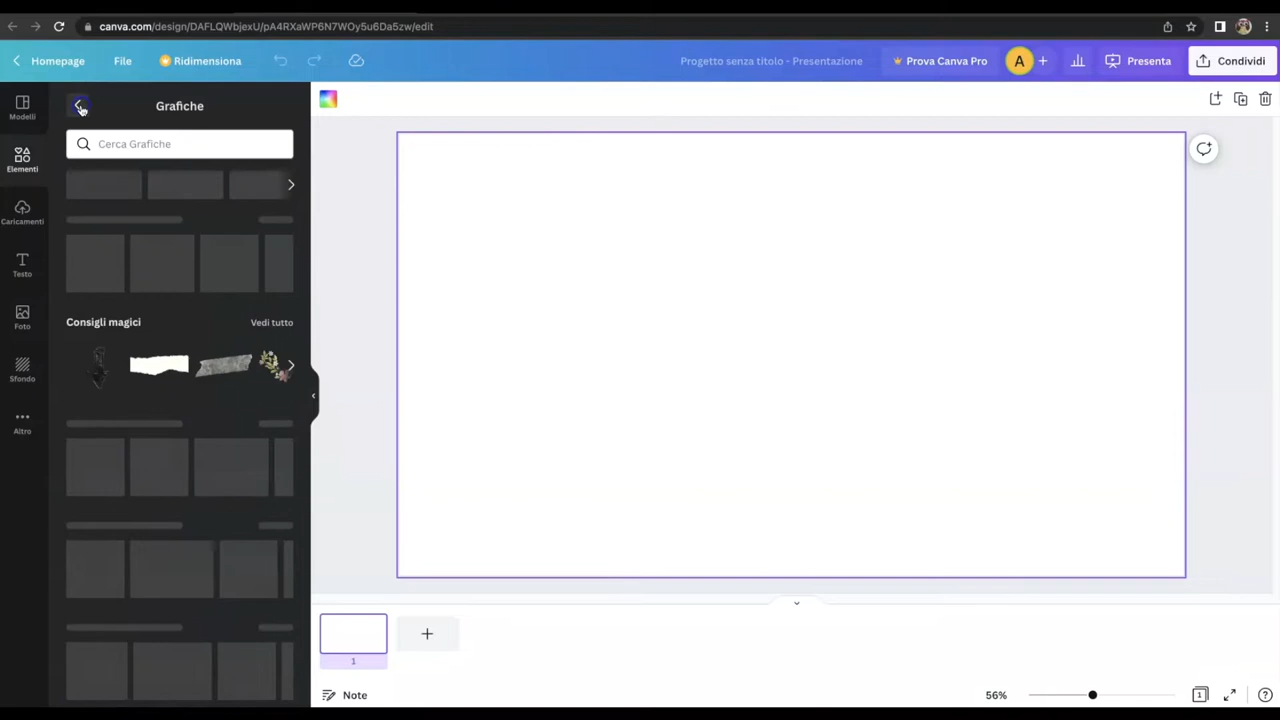 canva.com/design/DAFLQWbjexU/pA4RXaWP6N7WOy5u6Da5zw/edit
Homepage File Ridimensiona Progetto senza titolo - Presentazione Prova Canva Pro A + Presenta Condividi
Modelli
Elementi
Caricamenti
Testo
Foto
Sfondo
Altro
Grafiche
Cerca Grafiche
Consigli magici Vedi tutto
1
Note 56% 1 ?